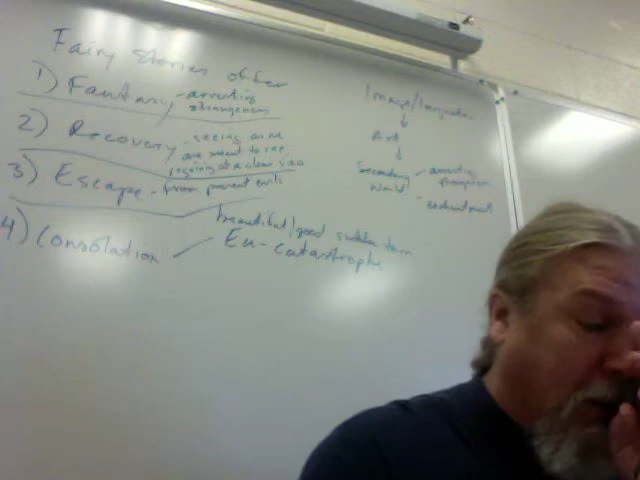 Fairy Stories offer
1) Fantasy - arresting
strangeness
2) Recovery - seeing as we
are meant to see
regaining of a clear view
3) Escape - from present evils
4) Consolation
beautiful/good sudden turn
Eu-catastrophe
Image/Imagination
Art
Secondary - arresting
World
- enchantment